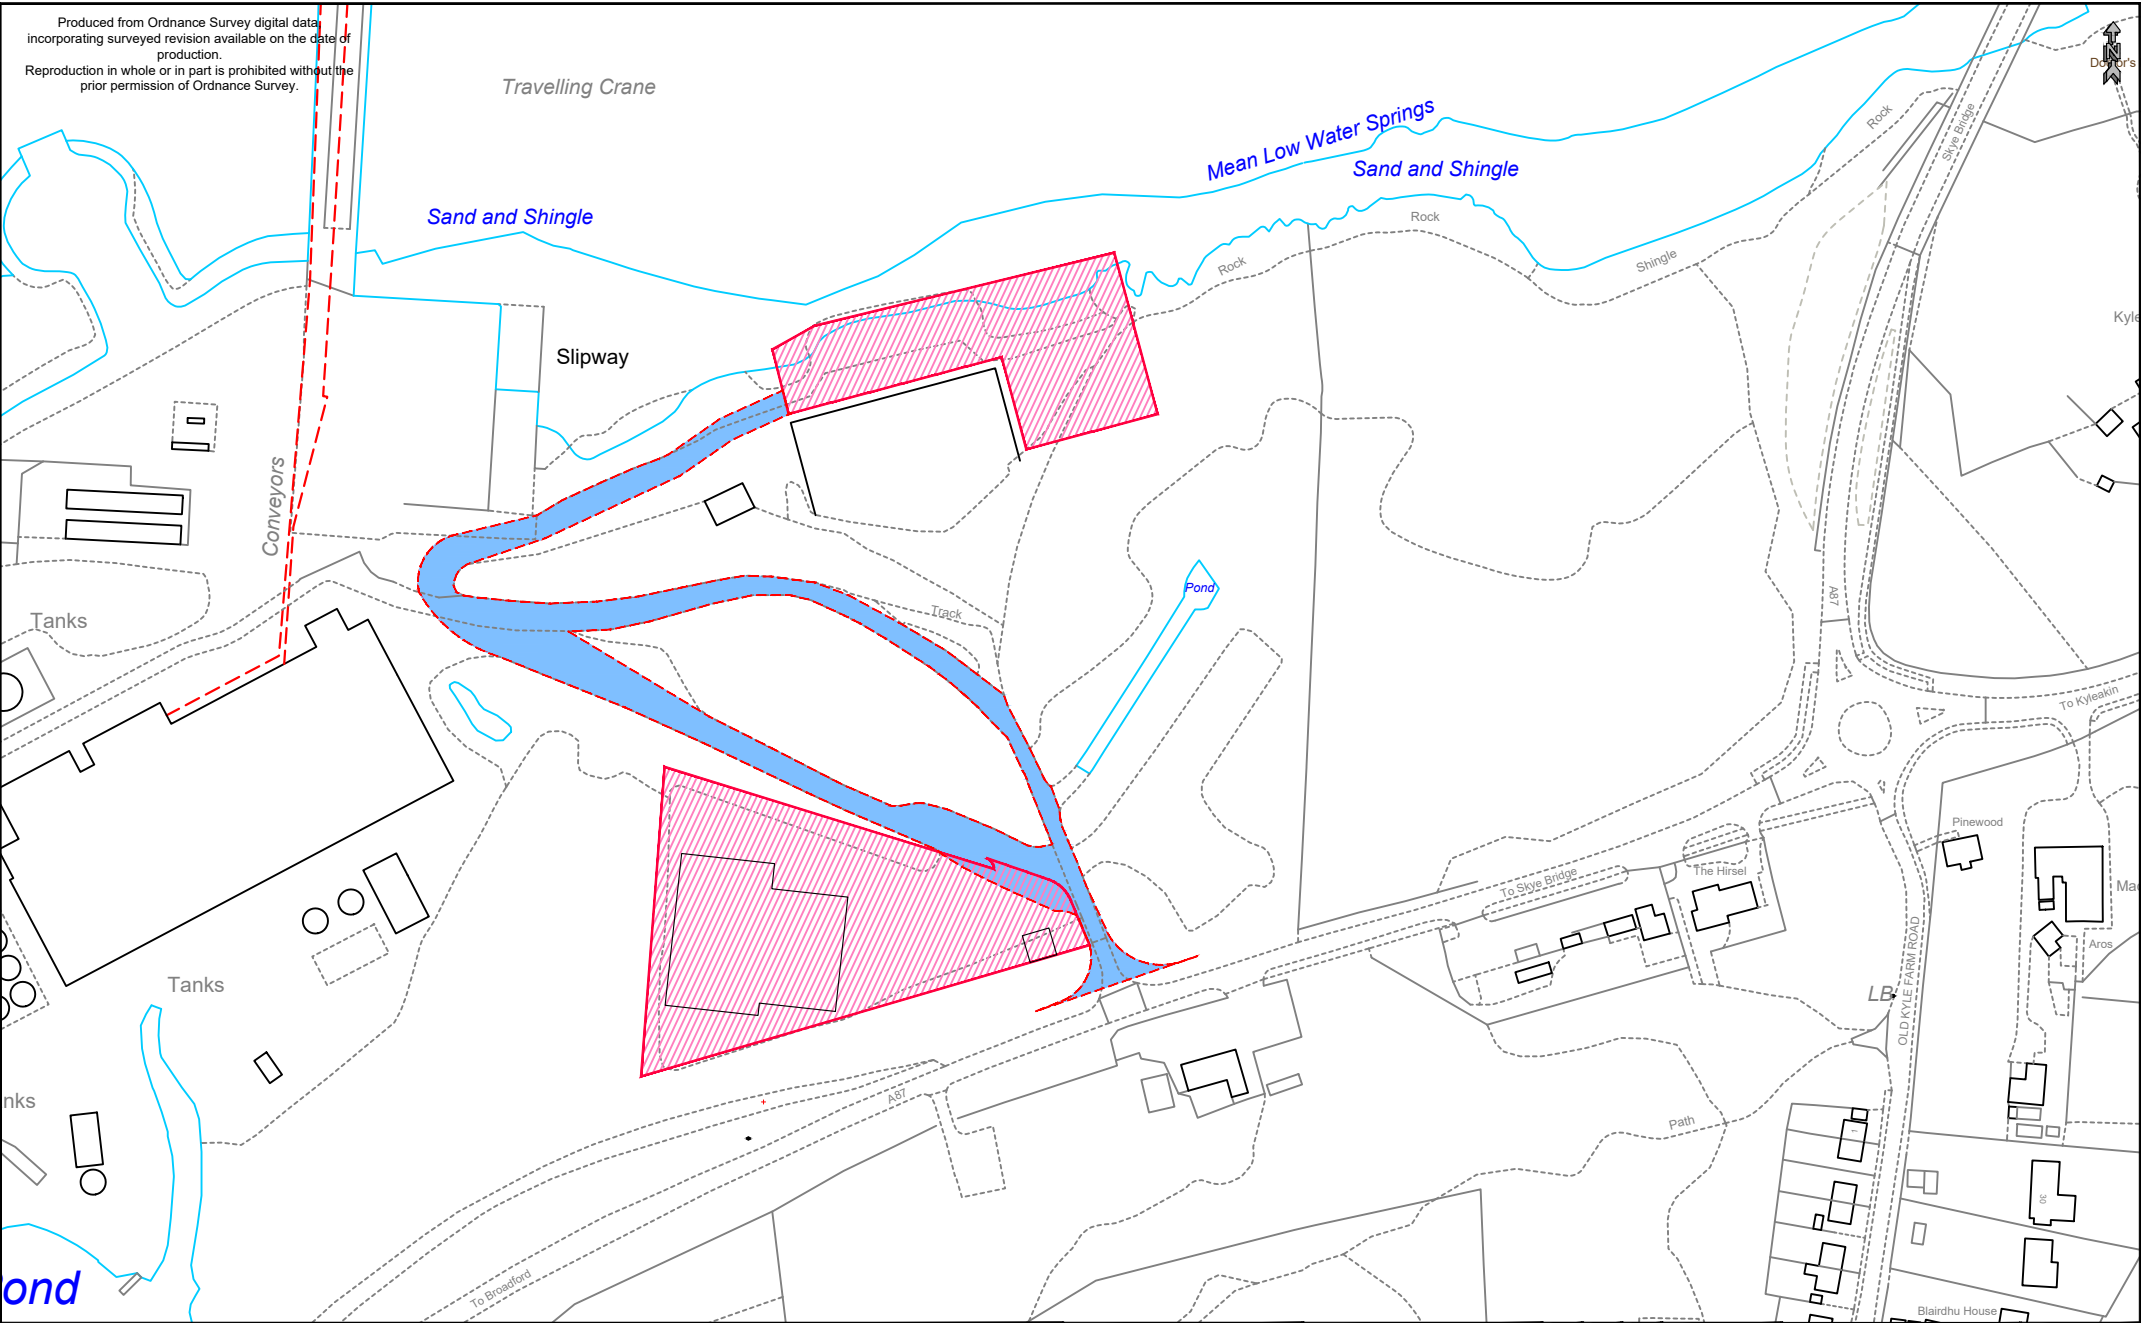 Produced from Ordnance Survey digital data,
incorporating surveyed revision available on the date of
production.
Reproduction in whole or in part is prohibited without the
prior permission of Ordnance Survey.
Travelling Crane
N
Skye Bridge
Rock
Mean Low Water Springs
Sand and Shingle
Sand and Shingle
Rock
Rock
Shingle
Kyle
Slipway
Conveyors
Pond
A87
Track
Tanks
To Kyleakin
Pinewood
The Hirsel
To Skye Bridge
Mac
OLD KYLE FARM ROAD
Aros
Tanks
LB
nks
A87
Path
1
30
To Broadford
ond
Blairdhu House